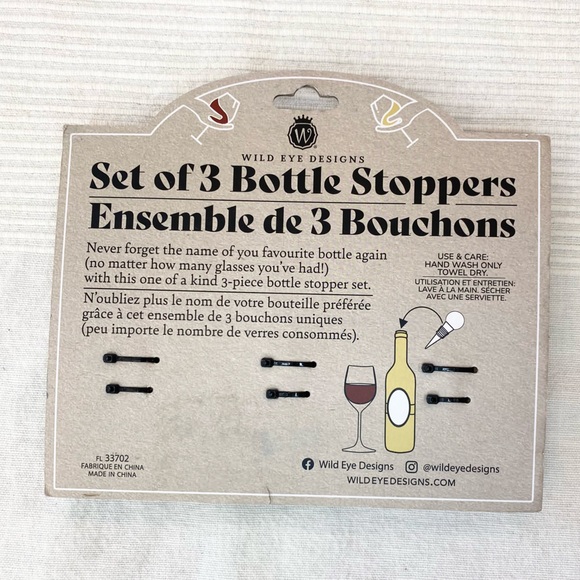 W
WILD EYE DESIGNS
Set of 3 Bottle Stoppers
Ensemble de 3 Bouchons
Never forget the name of you favourite bottle again
(no matter how many glasses you've had!)
with this one of a kind 3-piece bottle stopper set.
N'oubliez plus le nom de votre bouteille préférée
grâce à cet ensemble de 3 bouchons uniques
(peu importe le nombre de verres consommés).
USE & CARE:
HAND WASH ONLY
TOWEL DRY.
UTILISATION ET ENTRETIEN:
LAVE À LA MAIN. SÉCHER
AVEC UNE SERVIETTE.
FL 33702
FABRIQUE EN CHINA
MADE IN CHINA
Wild Eye Designs @wildeyedesigns
WILDEYEDESIGNS.COM